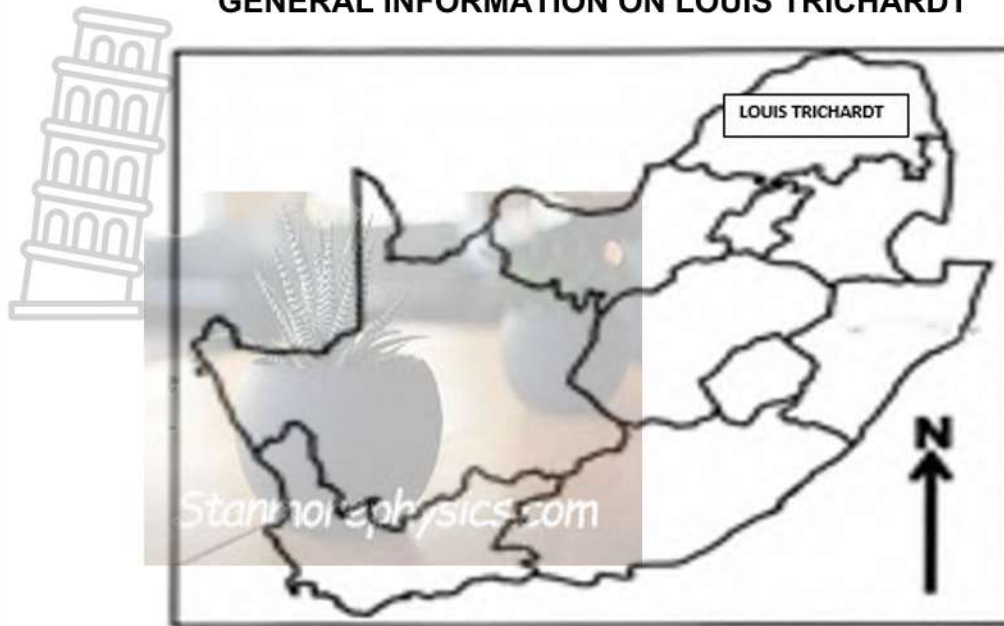 GENERAL INFORMATION ON LOUIS TRICHARDT
LOUIS TRICHARDT
N
Stanmorephysics.com